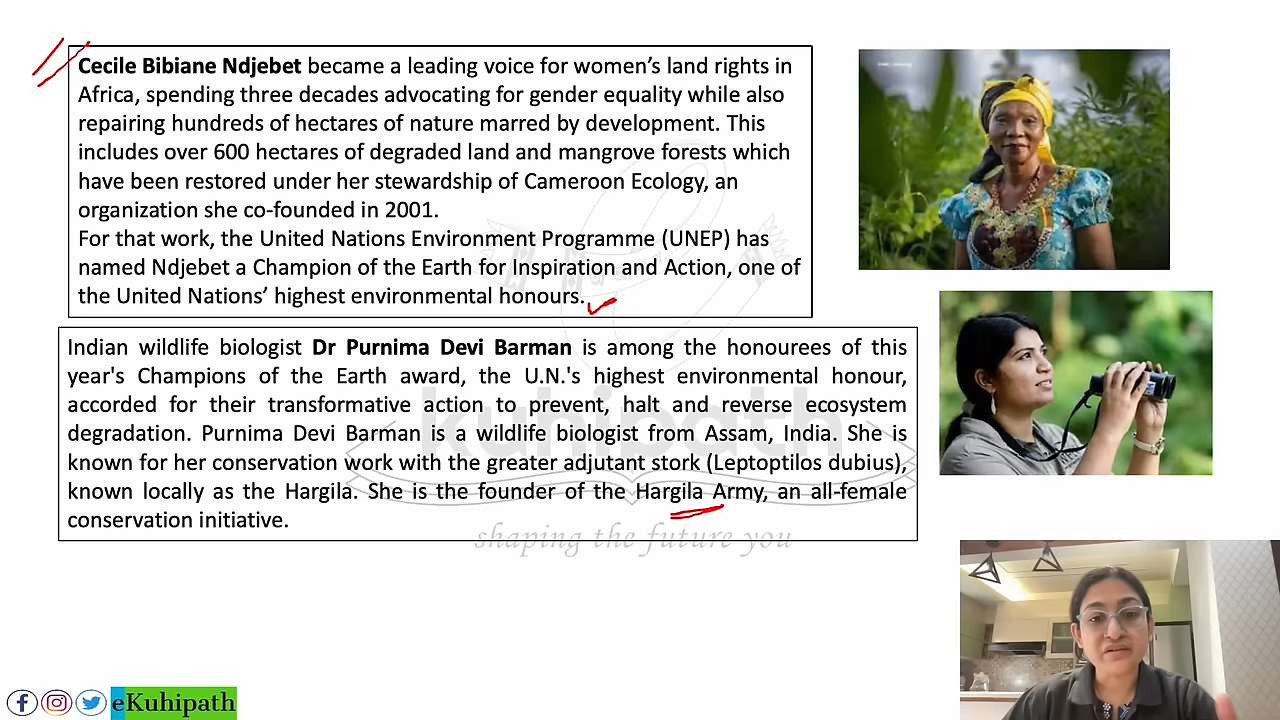 Cecile Bibiane Ndjebet became a leading voice for women’s land rights in
Africa, spending three decades advocating for gender equality while also
repairing hundreds of hectares of nature marred by development. This
includes over 600 hectares of degraded land and mangrove forests which
have been restored under her stewardship of Cameroon Ecology, an
organization she co-founded in 2001.
For that work, the United Nations Environment Programme (UNEP) has
named Ndjebet a Champion of the Earth for Inspiration and Action, one of
the United Nations’ highest environmental honours.
Indian wildlife biologist Dr Purnima Devi Barman is among the honourees of this
year's Champions of the Earth award, the U.N.'s highest environmental honour,
accorded for their transformative action to prevent, halt and reverse ecosystem
degradation. Purnima Devi Barman is a wildlife biologist from Assam, India. She is
known for her conservation work with the greater adjutant stork (Leptoptilos dubius),
known locally as the Hargila. She is the founder of the Hargila Army, an all-female
conservation initiative.
kuhipath
shaping the future you
eKuhipath